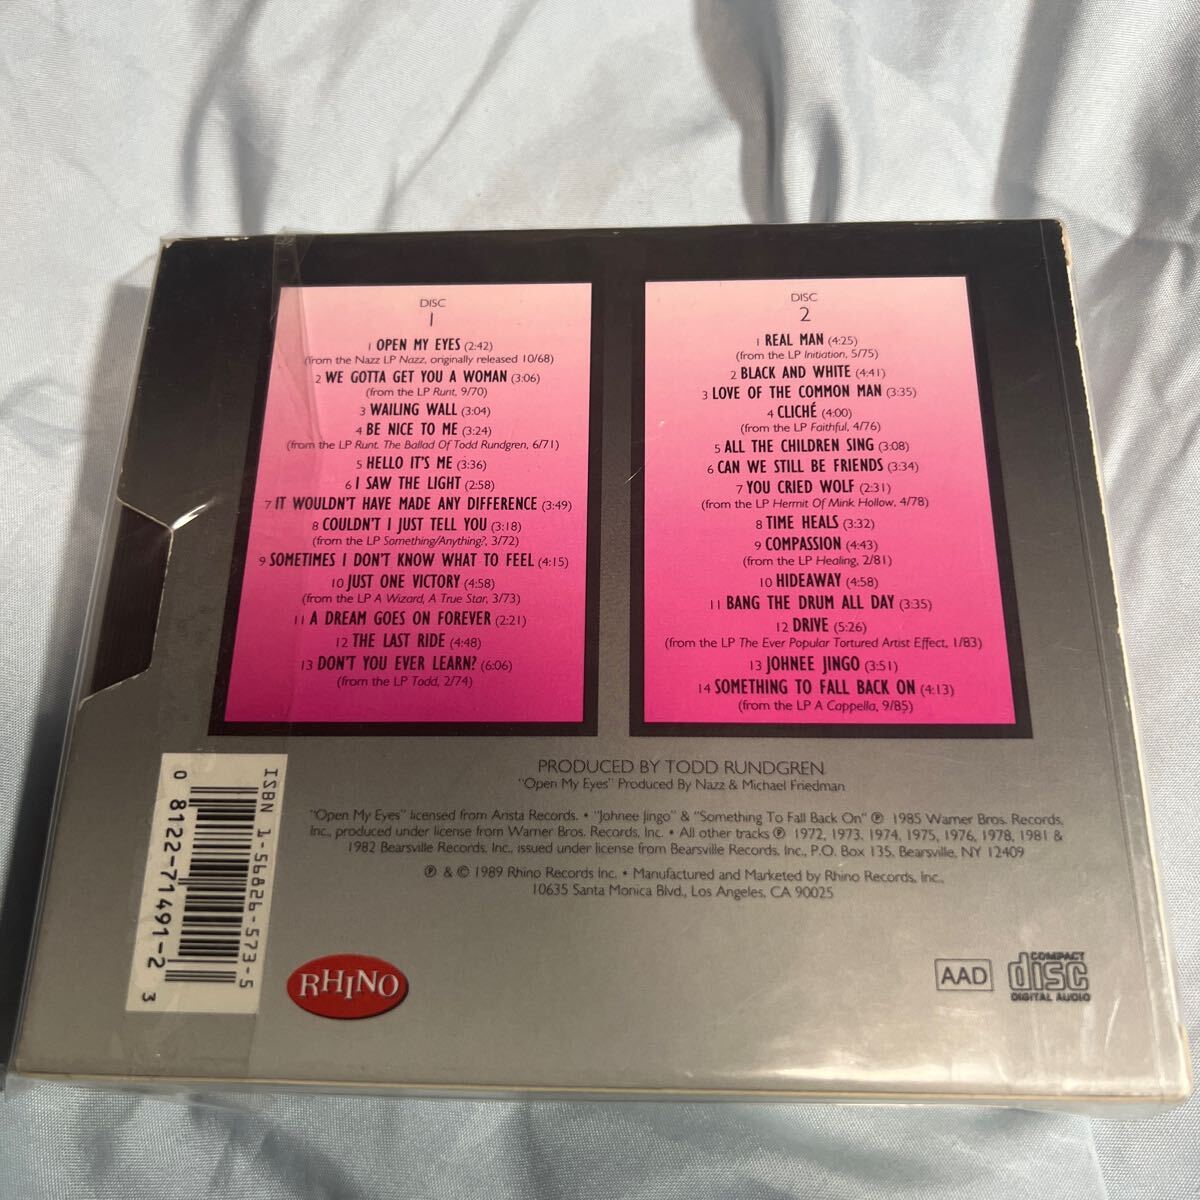 DISC
1
1 OPEN MY EYES (2:42)
(from the Nazz LP Nazz, originally released 10/68)
2 WE GOTTA GET YOU A WOMAN (3:06)
(from the LP Runt, 9/70)
3 WAILING WALL (3:04)
4 BE NICE TO ME (3:24)
(from the LP Runt. The Ballad Of Todd Rundgren, 6/71)
5 HELLO IT'S ME (3:36)
6 I SAW THE LIGHT (2:58)
7 IT WOULDN'T HAVE MADE ANY DIFFERENCE (3:49)
8 COULDN'T I JUST TELL YOU (3:18)
(from the LP Something/Anything?, 3/72)
9 SOMETIMES I DON'T KNOW WHAT TO FEEL (4:15)
10 JUST ONE VICTORY (4:58)
(from the LP A Wizard, A True Star, 3/73)
11 A DREAM GOES ON FOREVER (2:21)
12 THE LAST RIDE (4:48)
13 DON'T YOU EVER LEARN? (6:06)
(from the LP Todd, 2/74)
DISC
2
1 REAL MAN (4:25)
(from the LP Initiation, 5/75)
2 BLACK AND WHITE (4:41)
3 LOVE OF THE COMMON MAN (3:35)
4 CLICHÉ (4:00)
(from the LP Faithful, 4/76)
5 ALL THE CHILDREN SING (3:08)
6 CAN WE STILL BE FRIENDS (3:34)
7 YOU CRIED WOLF (2:31)
(from the LP Hermit Of Mink Hollow, 4/78)
8 TIME HEALS (3:32)
9 COMPASSION (4:43)
(from the LP Healing, 2/81)
10 HIDEAWAY (4:58)
11 BANG THE DRUM ALL DAY (3:35)
12 DRIVE (5:26)
(from the LP The Ever Popular Tortured Artist Effect, 1/83)
13 JOHNEE JINGO (3:51)
14 SOMETHING TO FALL BACK ON (4:13)
(from the LP A Cappella, 9/85)
PRODUCED BY TODD RUNDGREN
"Open My Eyes" Produced By Nazz & Michael Friedman
"Open My Eyes" licensed from Arista Records. • "Johnee Jingo" & "Something To Fall Back On" ℗ 1985 Warner Bros. Records,
Inc., produced under license from Warner Bros. Records, Inc. • All other tracks ℗ 1972, 1973, 1974, 1975, 1976, 1978, 1981 &
1982 Bearsville Records, Inc., issued under license from Bearsville Records, Inc., P.O. Box 135, Bearsville, NY 12409
℗ & © 1989 Rhino Records Inc. • Manufactured and Marketed by Rhino Records, Inc.,
10635 Santa Monica Blvd., Los Angeles, CA 90025
ISBN 1-56826-573-5
0 8122-71491-2 3
RHINO
AAD
COMPACT
disc
DIGITAL AUDIO